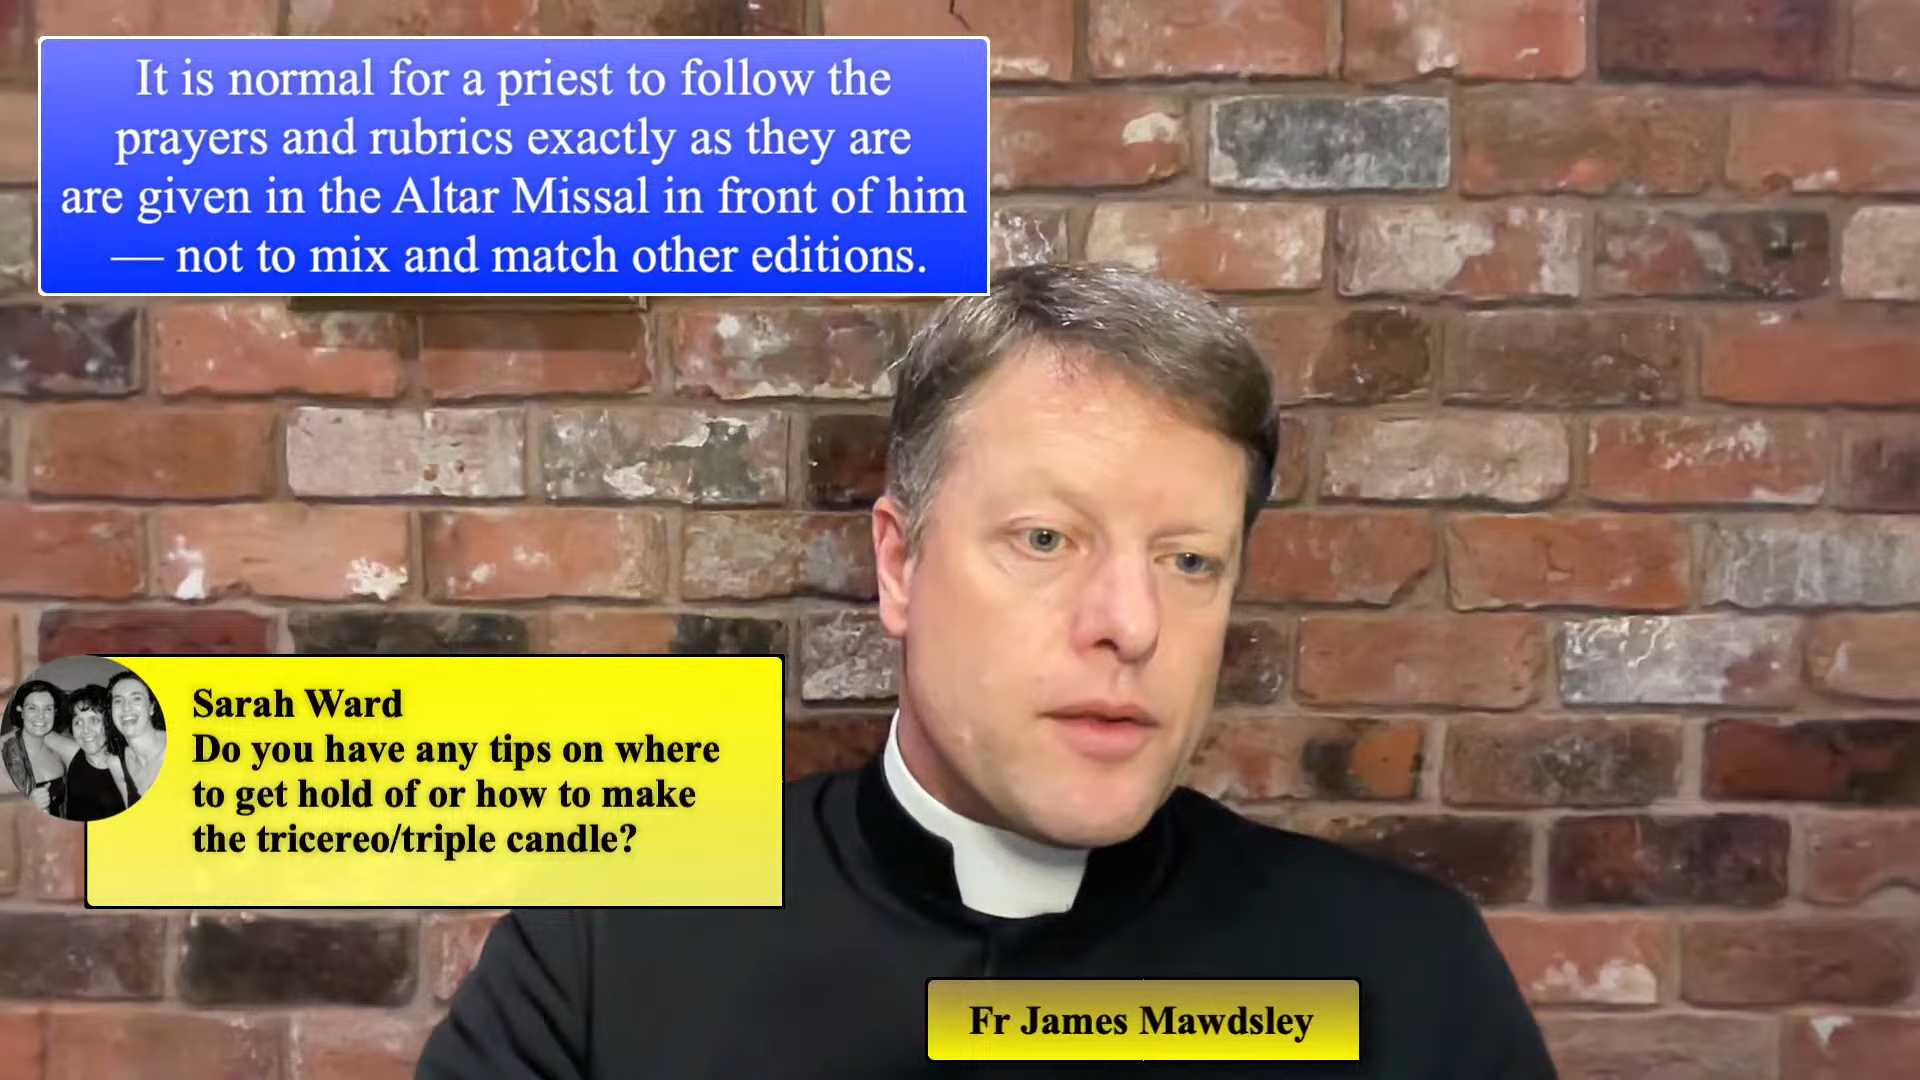 It is normal for a priest to follow the
prayers and rubrics exactly as they are
are given in the Altar Missal in front of him
— not to mix and match other editions.
Sarah Ward
Do you have any tips on where
to get hold of or how to make
the tricereo/triple candle?
Fr James Mawdsley